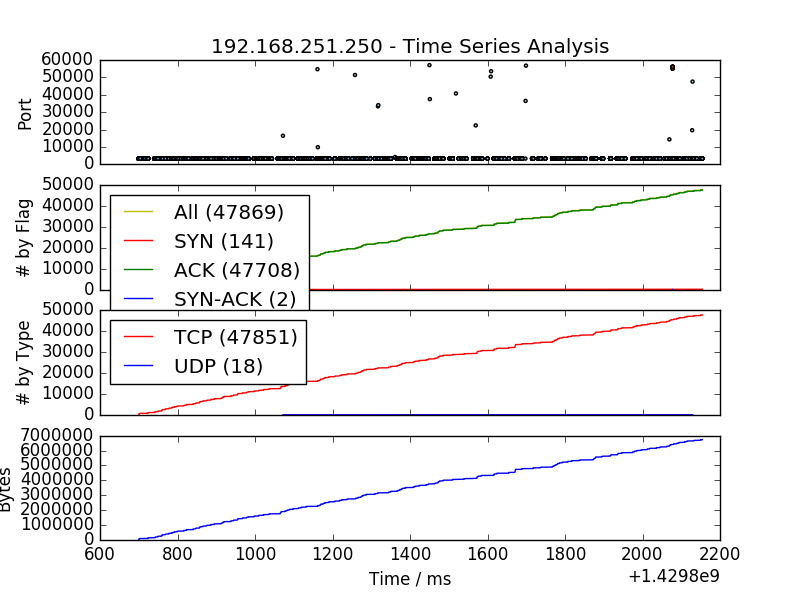 192.168.251.250 - Time Series Analysis
60000
50000
40000
30000
20000
10000
0
Port
50000
40000
30000
20000
10000
0
# by Flag
All (47869)
SYN (141)
ACK (47708)
SYN-ACK (2)
50000
40000
30000
20000
10000
0
# by Type
TCP (47851)
UDP (18)
7000000
6000000
5000000
4000000
3000000
2000000
1000000
0
Bytes
600 800 1000 1200 1400 1600 1800 2000 2200
Time / ms
+1.4298e9